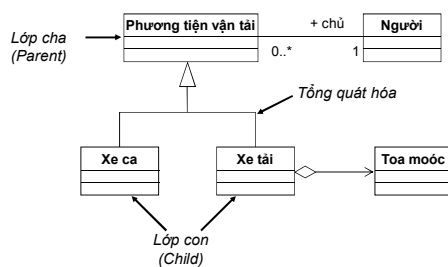 Phương tiện vận tải
+ chủ
Người
Lớp cha
(Parent)
0..*
1
Tổng quát hóa
Xe ca
Xe tải
Toa moóc
Lớp con
(Child)